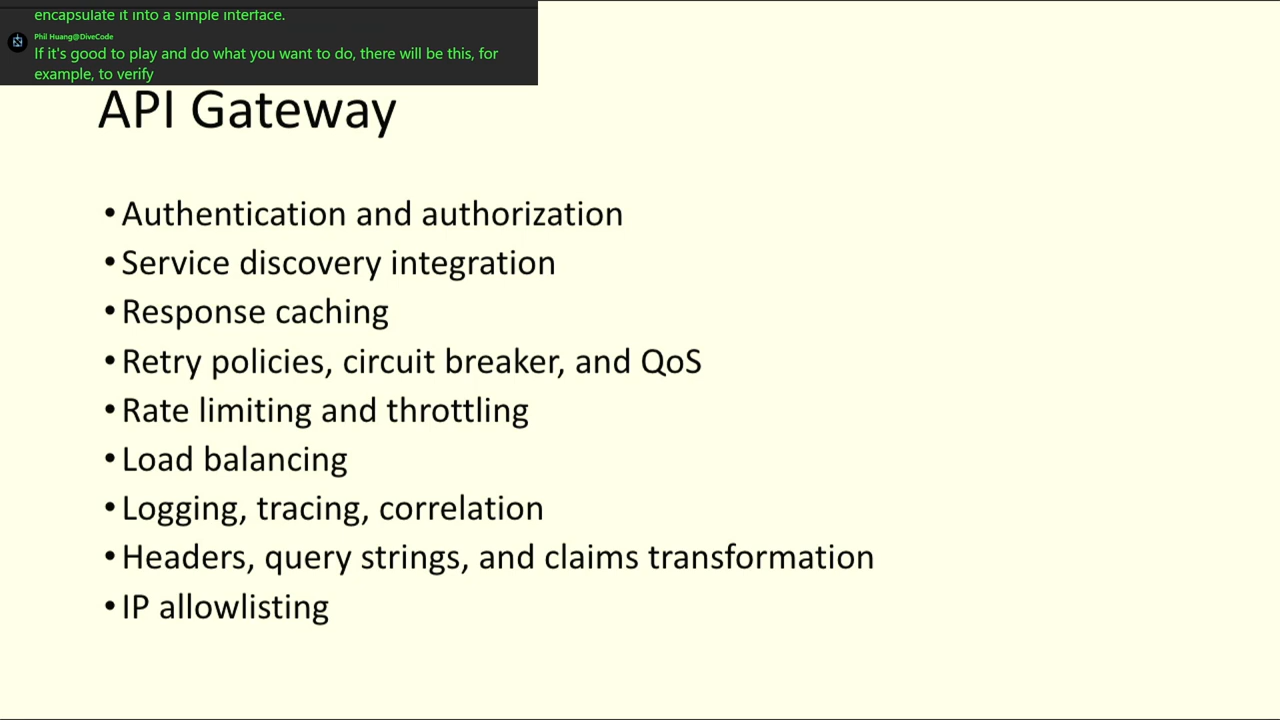 encapsulate it into a simple interface.
Phil Huang@DiveCode
If it's good to play and do what you want to do, there will be this, for
example, to verify
API Gateway
• Authentication and authorization
• Service discovery integration
• Response caching
• Retry policies, circuit breaker, and QoS
• Rate limiting and throttling
• Load balancing
• Logging, tracing, correlation
• Headers, query strings, and claims transformation
• IP allowlisting